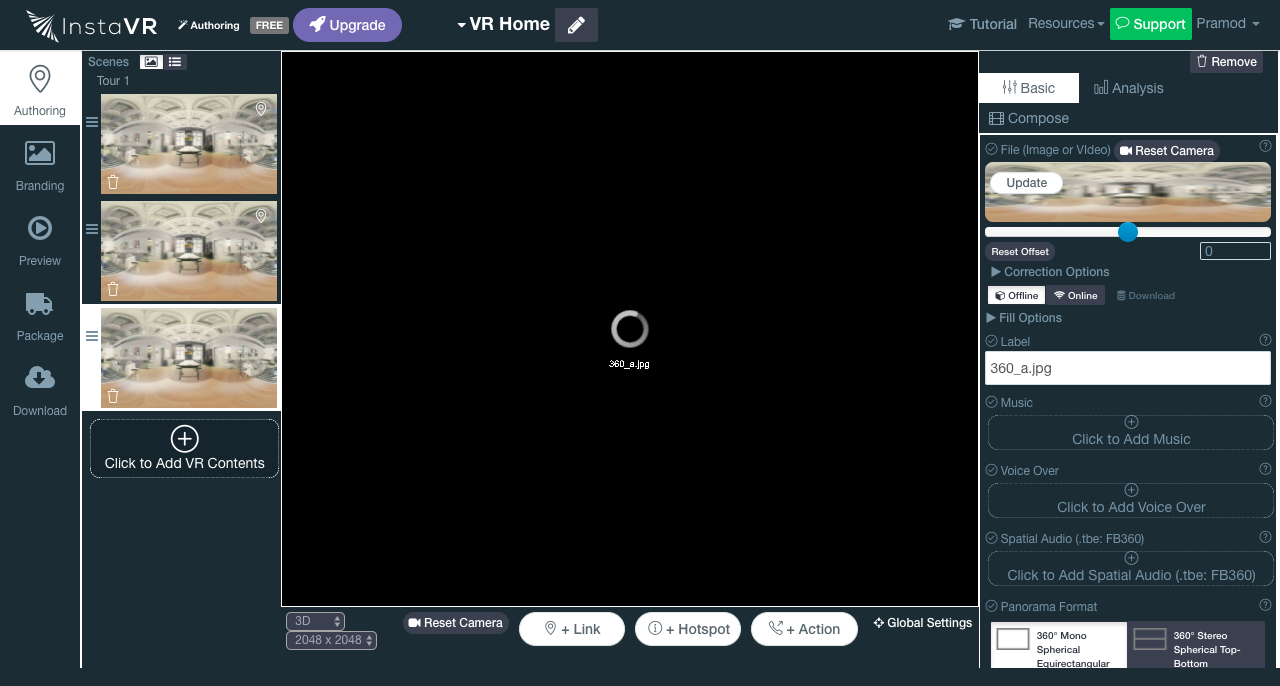 InstaVR
Authoring
FREE
Upgrade
VR Home
Tutorial
Resources
Support
Pramod
Authoring
Branding
Preview
Package
Download
Scenes
Tour 1
Click to Add VR Contents
360_a.jpg
3D
2048 x 2048
Reset Camera
+ Link
+ Hotspot
+ Action
Global Settings
Remove
Basic
Analysis
Compose
File (Image or VIdeo)
Reset Camera
Update
Reset Offset
0
Correction Options
Offline
Online
Download
Fill Options
Label
360_a.jpg
Music
Click to Add Music
Voice Over
Click to Add Voice Over
Spatial Audio (.tbe: FB360)
Click to Add Spatial Audio (.tbe: FB360)
Panorama Format
360° Mono
Spherical
Equirectangular
360° Stereo
Spherical Top-
Bottom